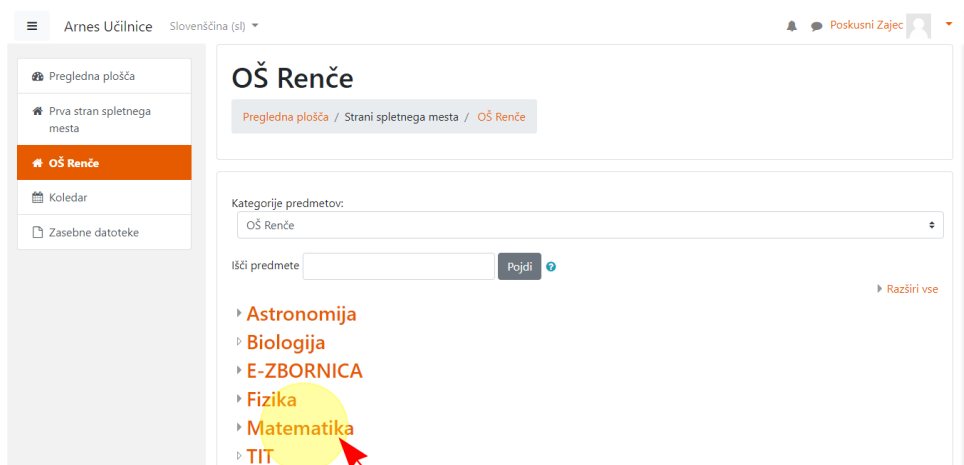 Arnes Učilnice Slovenščina (sl)
Poskusni Zajec
Pregledna plošča
Prva stran spletnega
mesta
OŠ Renče
Koledar
Zasebne datoteke
OŠ Renče
Pregledna plošča / Strani spletnega mesta / OŠ Renče
Kategorije predmetov:
OŠ Renče
Išči predmete Pojdi
Razširi vse
Astronomija
Biologija
E-ZBORNICA
Fizika
Matematika
TIT